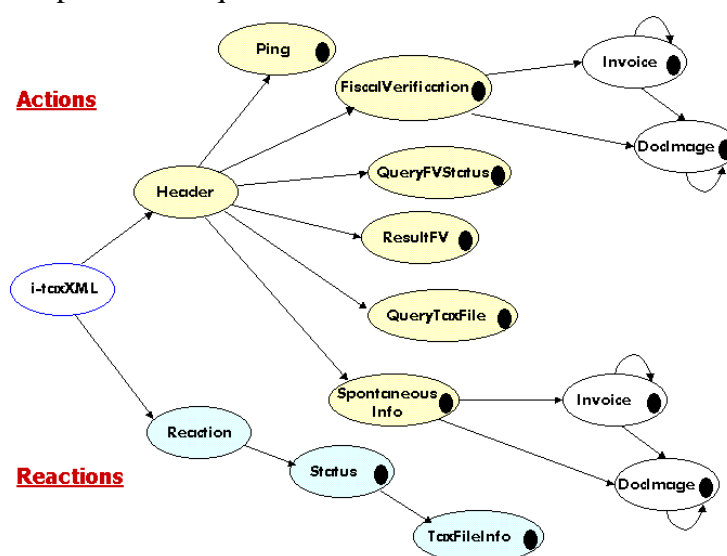 Ping
Invoice
FiscalVerification
Actions
DocImage
QueryFVStatus
Header
ResultFV
i-taxXML
QueryTaxFile
Spontaneous
Info
Invoice
Reaction
Status
Reactions
DocImage
TaxFileInfo